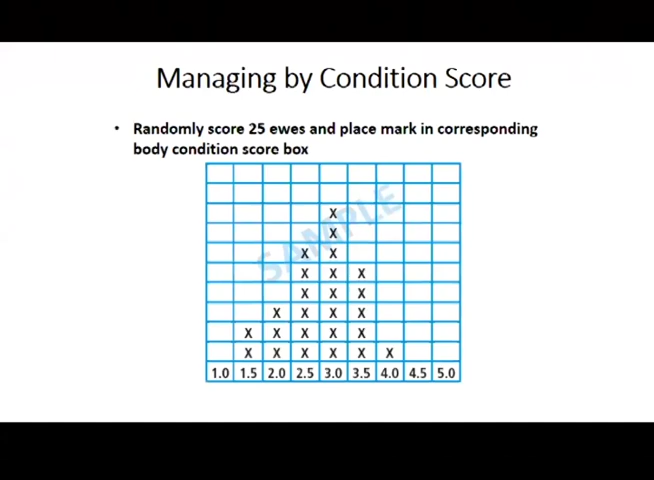 Managing by Condition Score
• Randomly score 25 ewes and place mark in corresponding
body condition score box
SAMPLE
X
X
X X
X X X
X X X
X X X X
X X X X X
X X X X X X
1.0 1.5 2.0 2.5 3.0 3.5 4.0 4.5 5.0